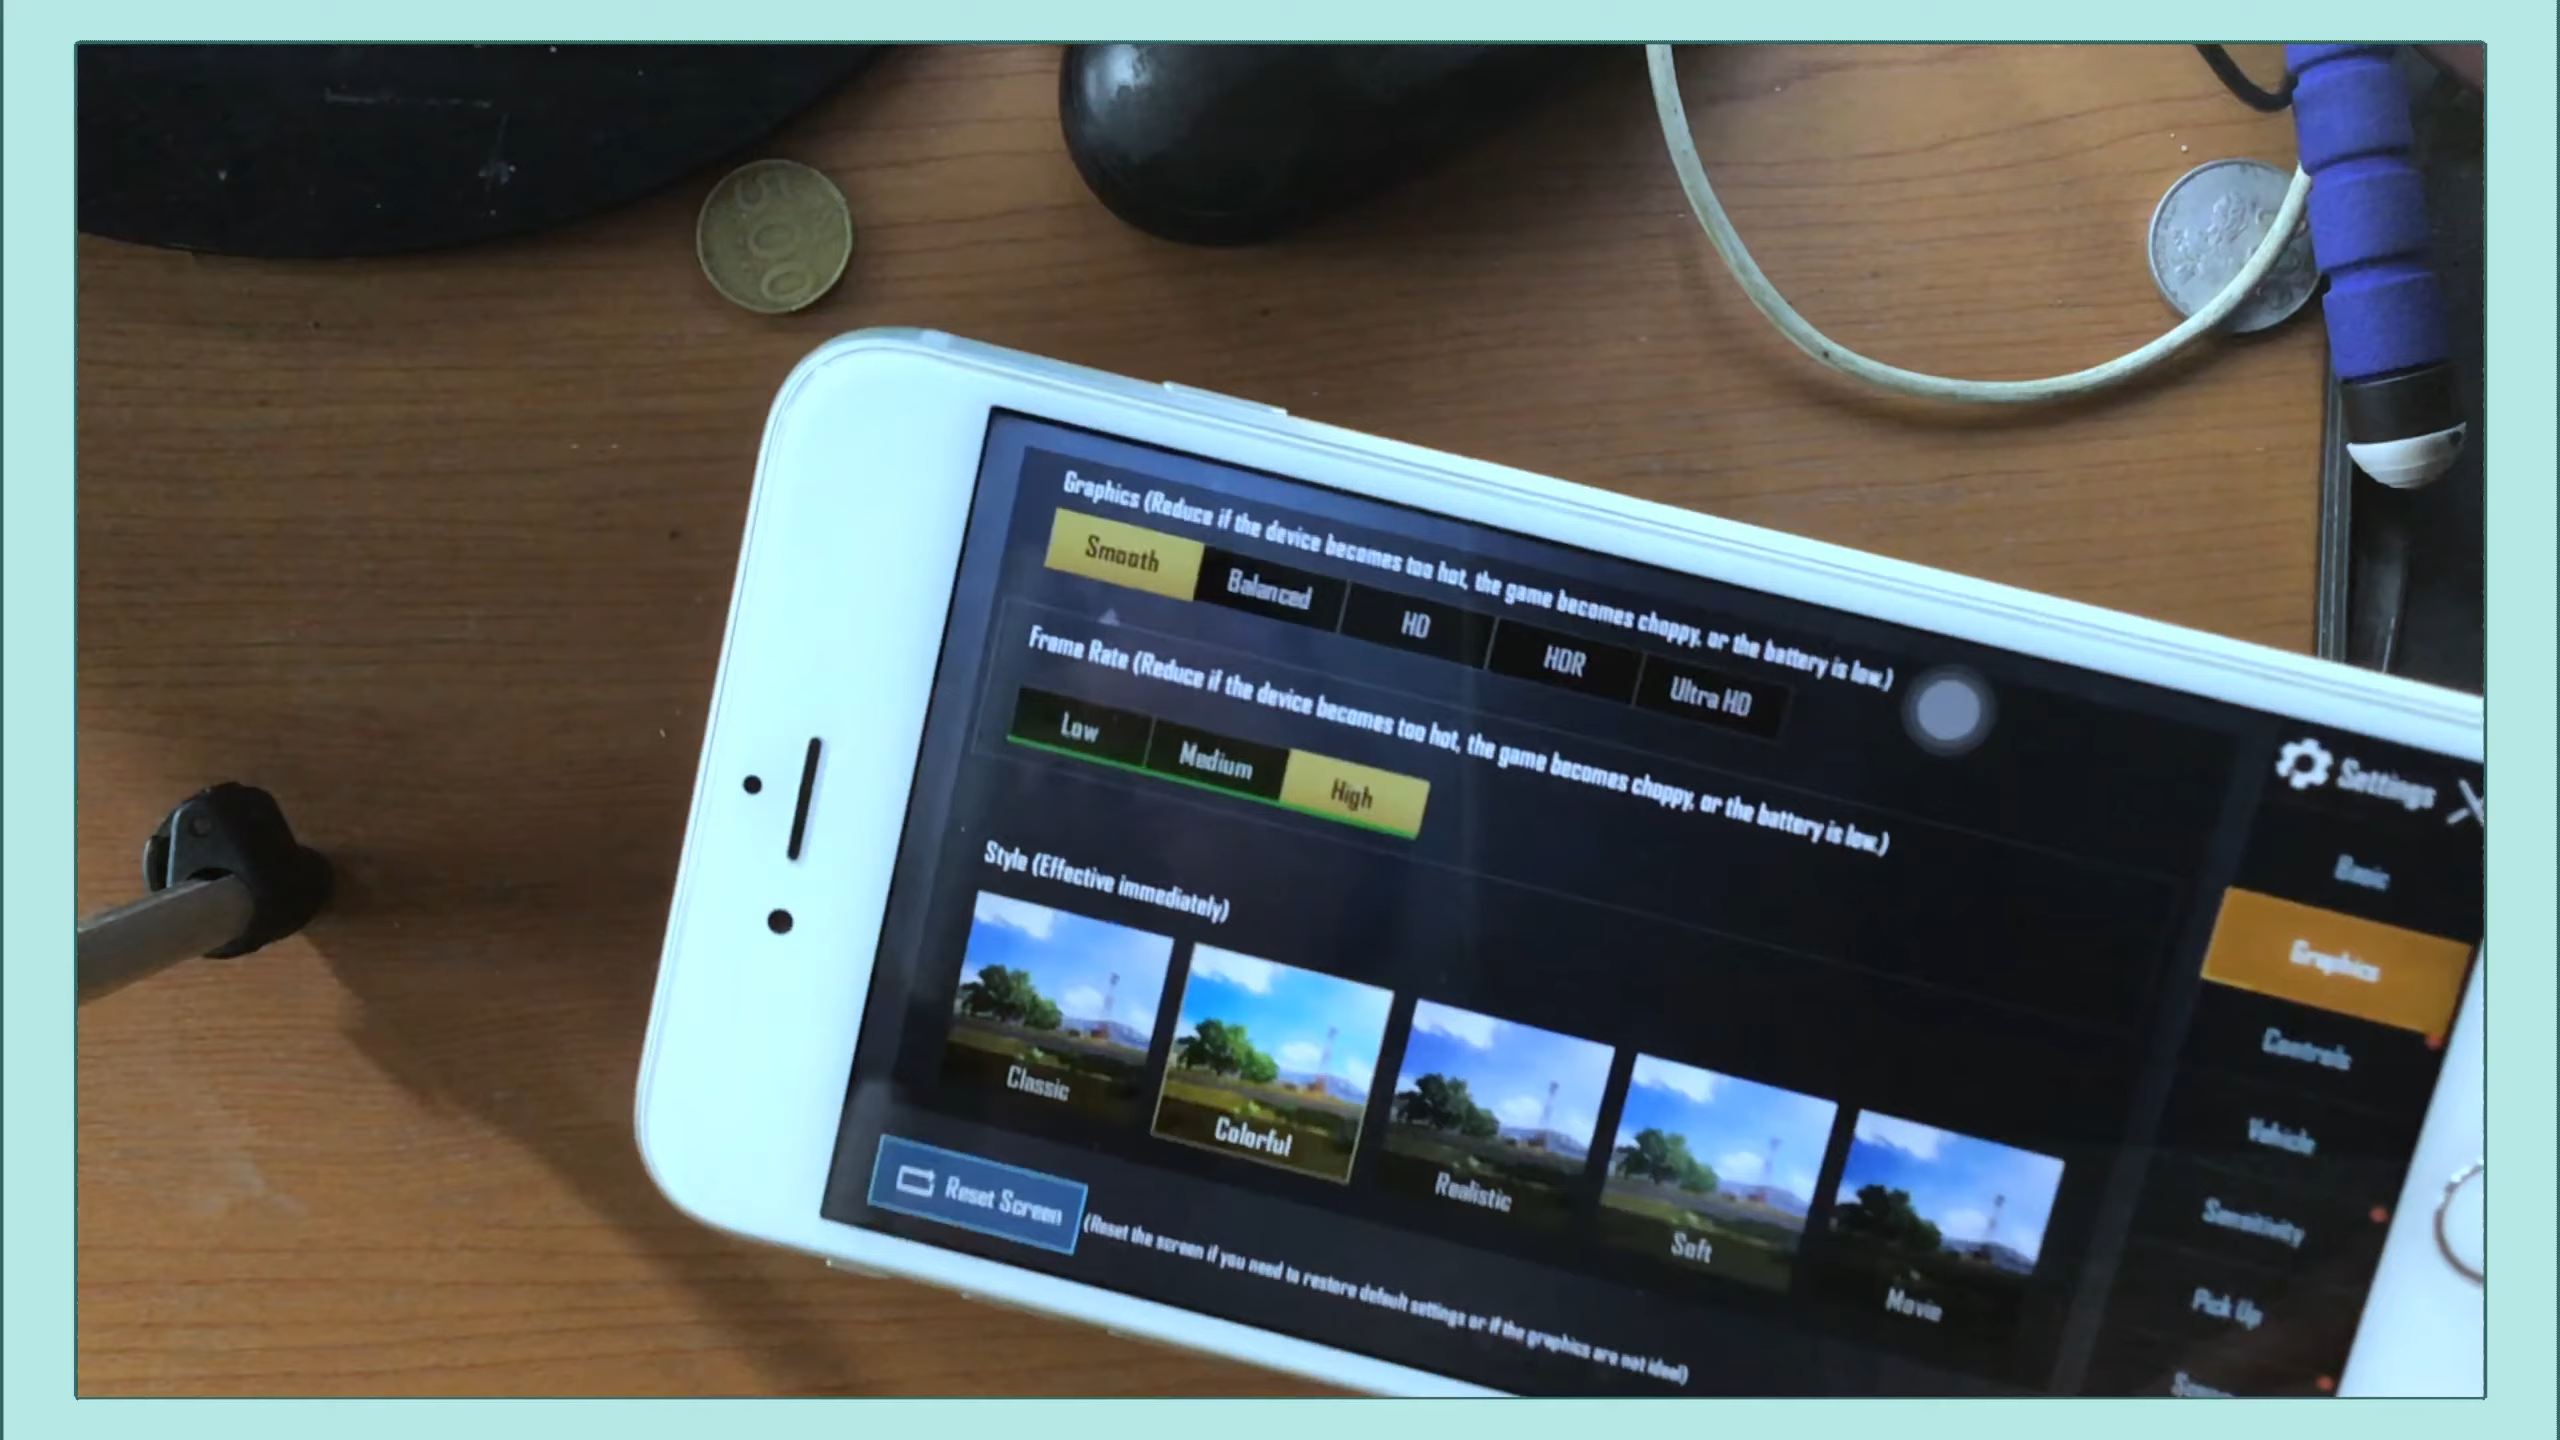 500
Graphics (Reduce if the device becomes too hot, the game becomes choppy, or the battery is low.)
Smooth
Balanced
HD
HDR
Ultra HD
Frame Rate (Reduce if the device becomes too hot, the game becomes choppy, or the battery is low.)
Low
Medium
High
Style (Effective immediately)
Classic
Colorful
Realistic
Soft
Movie
Reset Screen
(Reset the screen if you need to restore default settings or if the graphics are not ideal)
Settings
Basic
Graphics
Controls
Vehicle
Sensitivity
Pick Up